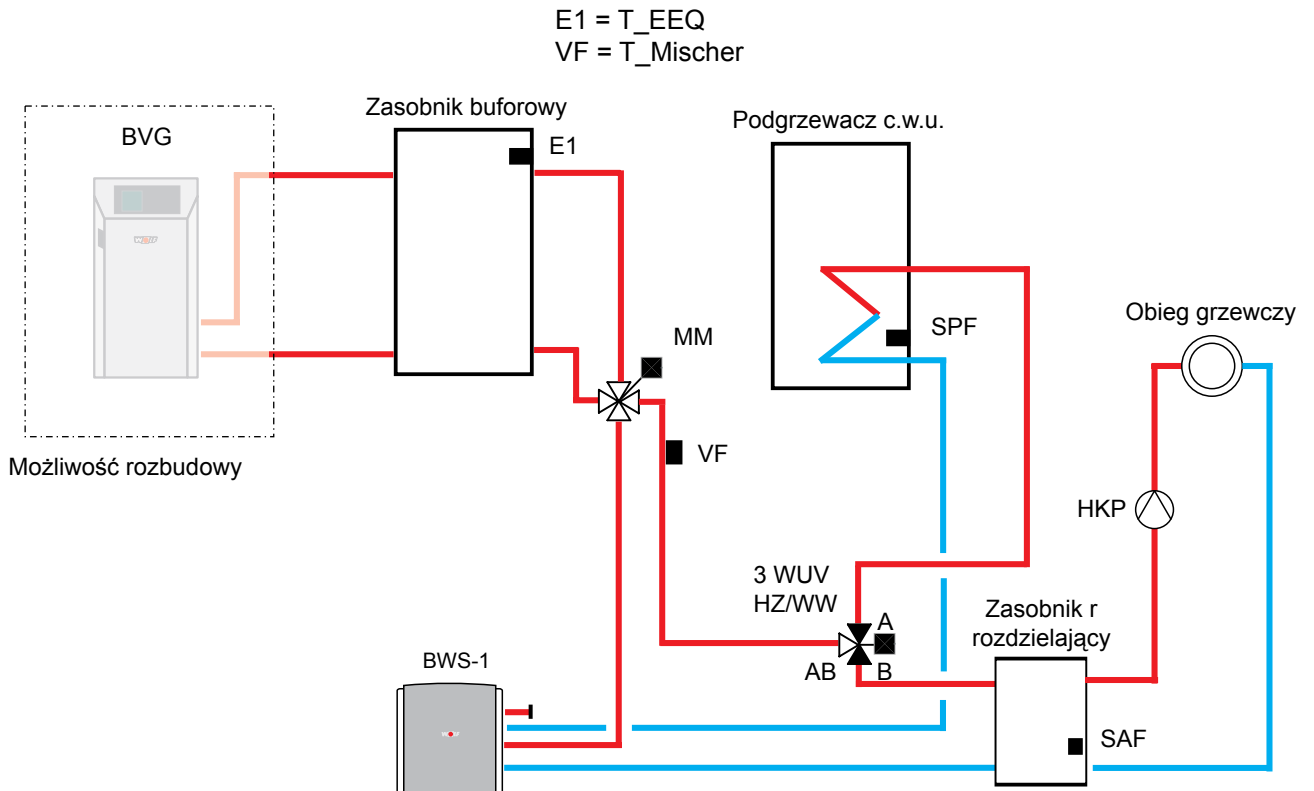 E1 = T_EEQ
VF = T_Mischer
Zasobnik buforowy
BVG
E1
Podgrzewacz c.w.u.
SPF
Obieg grzewczy
MM
VF
Możliwość rozbudowy
HKP
3 WUV
HZ/WW
A
AB
B
Zasobnik r
rozdzielający
BWS-1
SAF